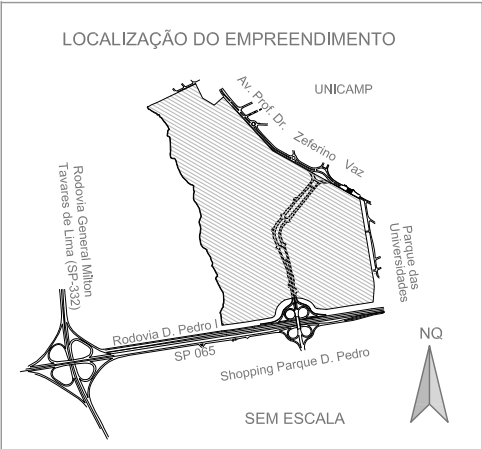 LOCALIZAÇÃO DO EMPREENDIMENTO
UNICAMP
Av. Prof. Dr. Zeferino Vaz
Rodovia General Milton
Tavares de Lima (SP-332)
Parque das
Universidades
Rodovia D. Pedro I
SP 065
Shopping Parque D. Pedro
NQ
SEM ESCALA